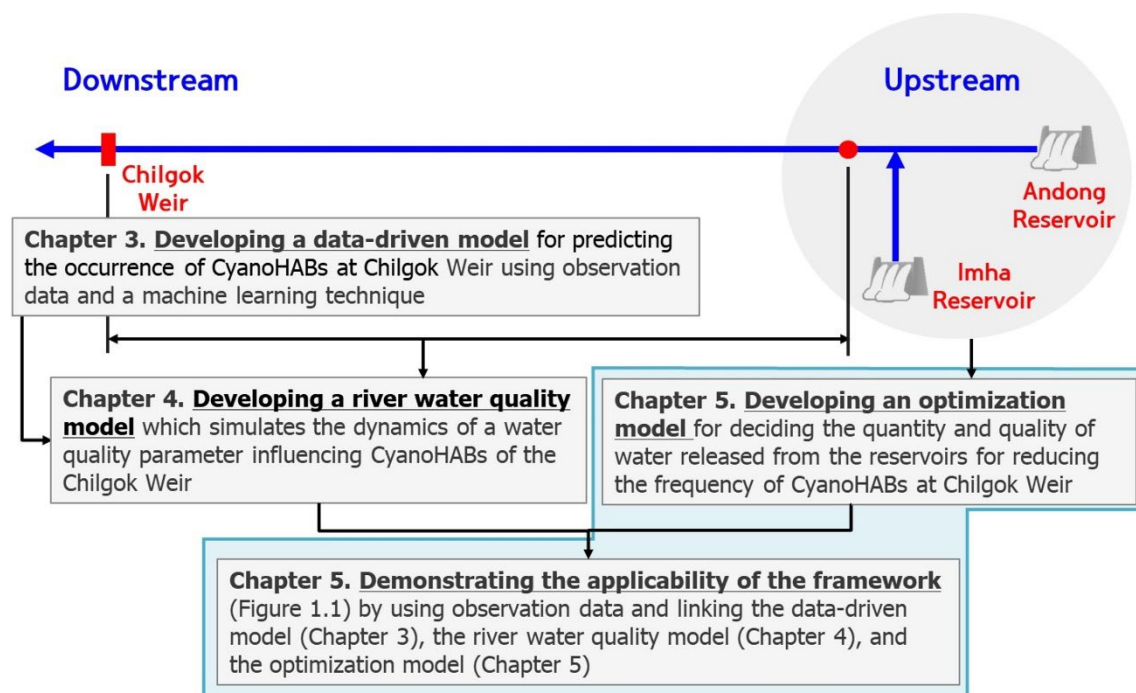 Downstream
Upstream
Chilgok
Weir
Andong
Reservoir
Imha
Reservoir
Chapter 3. Developing a data-driven model for predicting
the occurrence of CyanoHABs at Chilgok Weir using observation
data and a machine learning technique
Chapter 4. Developing a river water quality
model which simulates the dynamics of a water
quality parameter influencing CyanoHABs of the
Chilgok Weir
Chapter 5. Developing an optimization
model for deciding the quantity and quality of
water released from the reservoirs for reducing
the frequency of CyanoHABs at Chilgok Weir
Chapter 5. Demonstrating the applicability of the framework
(Figure 1.1) by using observation data and linking the data-driven
model (Chapter 3), the river water quality model (Chapter 4), and
the optimization model (Chapter 5)